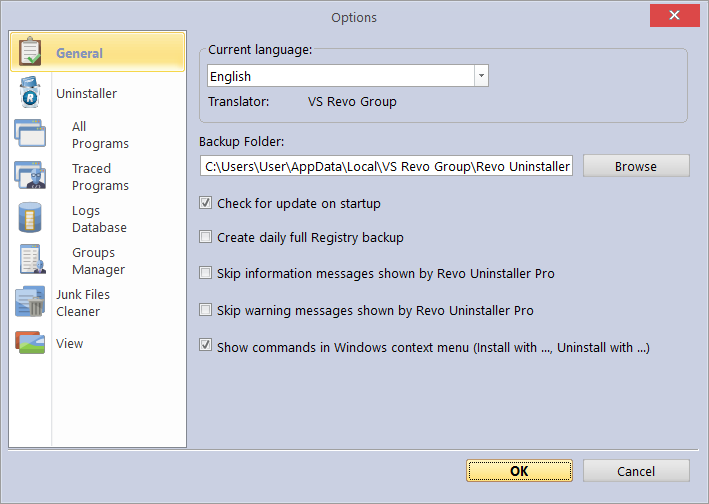 Options
General
Uninstaller
All
Programs
Traced
Programs
Logs
Database
Groups
Manager
Junk Files
Cleaner
View
Current language:
English
Translator: VS Revo Group
Backup Folder:
C:\Users\User\AppData\Local\VS Revo Group\Revo Uninstaller
Browse
Check for update on startup
Create daily full Registry backup
Skip information messages shown by Revo Uninstaller Pro
Skip warning messages shown by Revo Uninstaller Pro
Show commands in Windows context menu (Install with ..., Uninstall with ...)
OK
Cancel